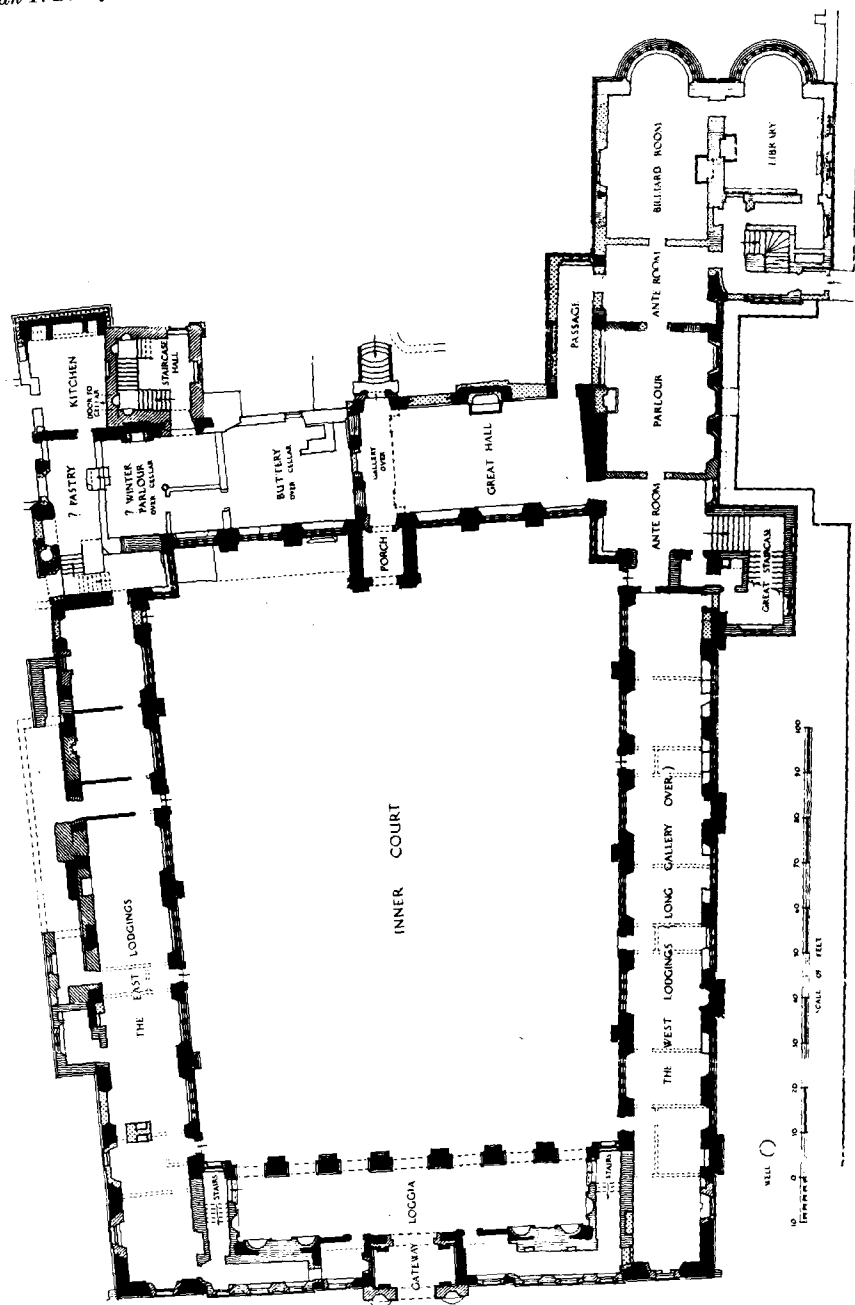 LIBRARY
BILLIARD ROOM
ANTE ROOM
PASSAGE
PARLOUR
ANTE ROOM
GREAT STAIRCASE
KITCHEN
DOOR TO
CELLAR
STAIRCASE
HALL
? PASTRY
? WINTER
PARLOUR
OVER CELLAR
BUTTERY
OVER CELLAR
GALLERY
OVER
GREAT HALL
PORCH
INNER COURT
THE EAST LODGINGS
THE WEST LODGINGS (LONG GALLERY OVER)
STAIRS
LOGGIA
STAIRS
GATEWAY
WELL
10 0 10 20 30 40 50 60 70 80 90 100
SCALE OF FEET